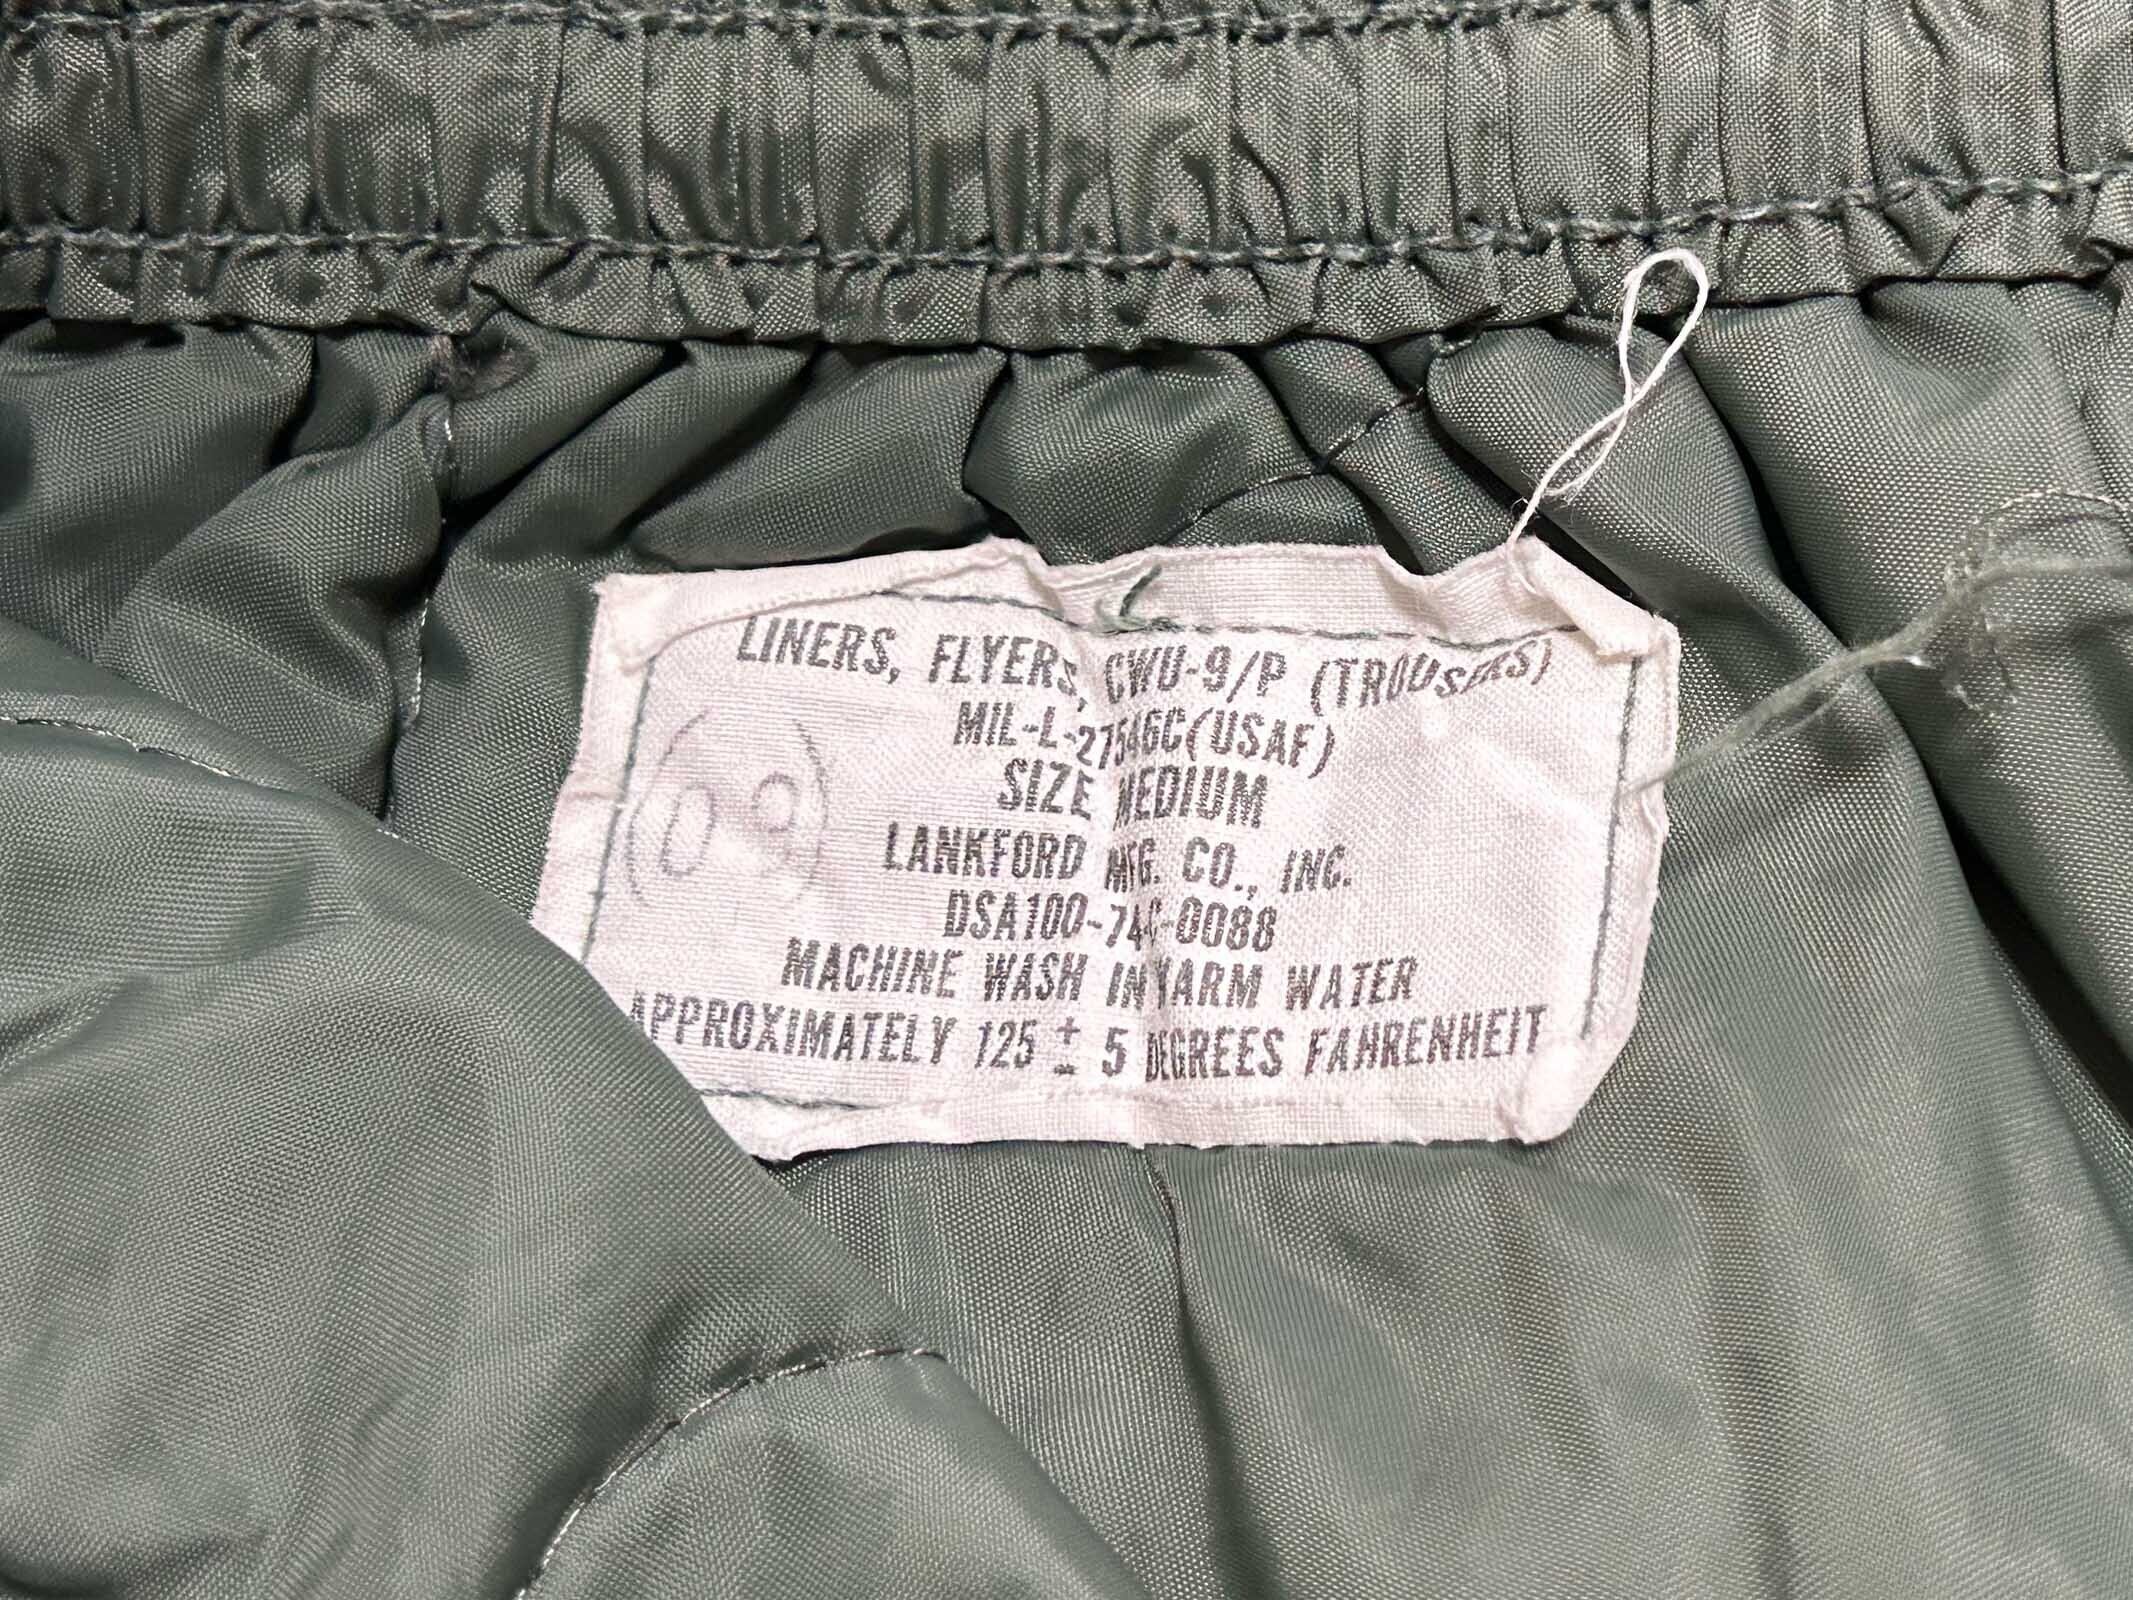 LINERS, FLYERS, CWU-9/P (TROUSERS)
MIL-L-27546C(USAF)
SIZE MEDIUM
LANKFORD MFG. CO., INC.
DSA100-74C-0088
MACHINE WASH IN WARM WATER
APPROXIMATELY 125 ± 5 DEGREES FAHRENHEIT